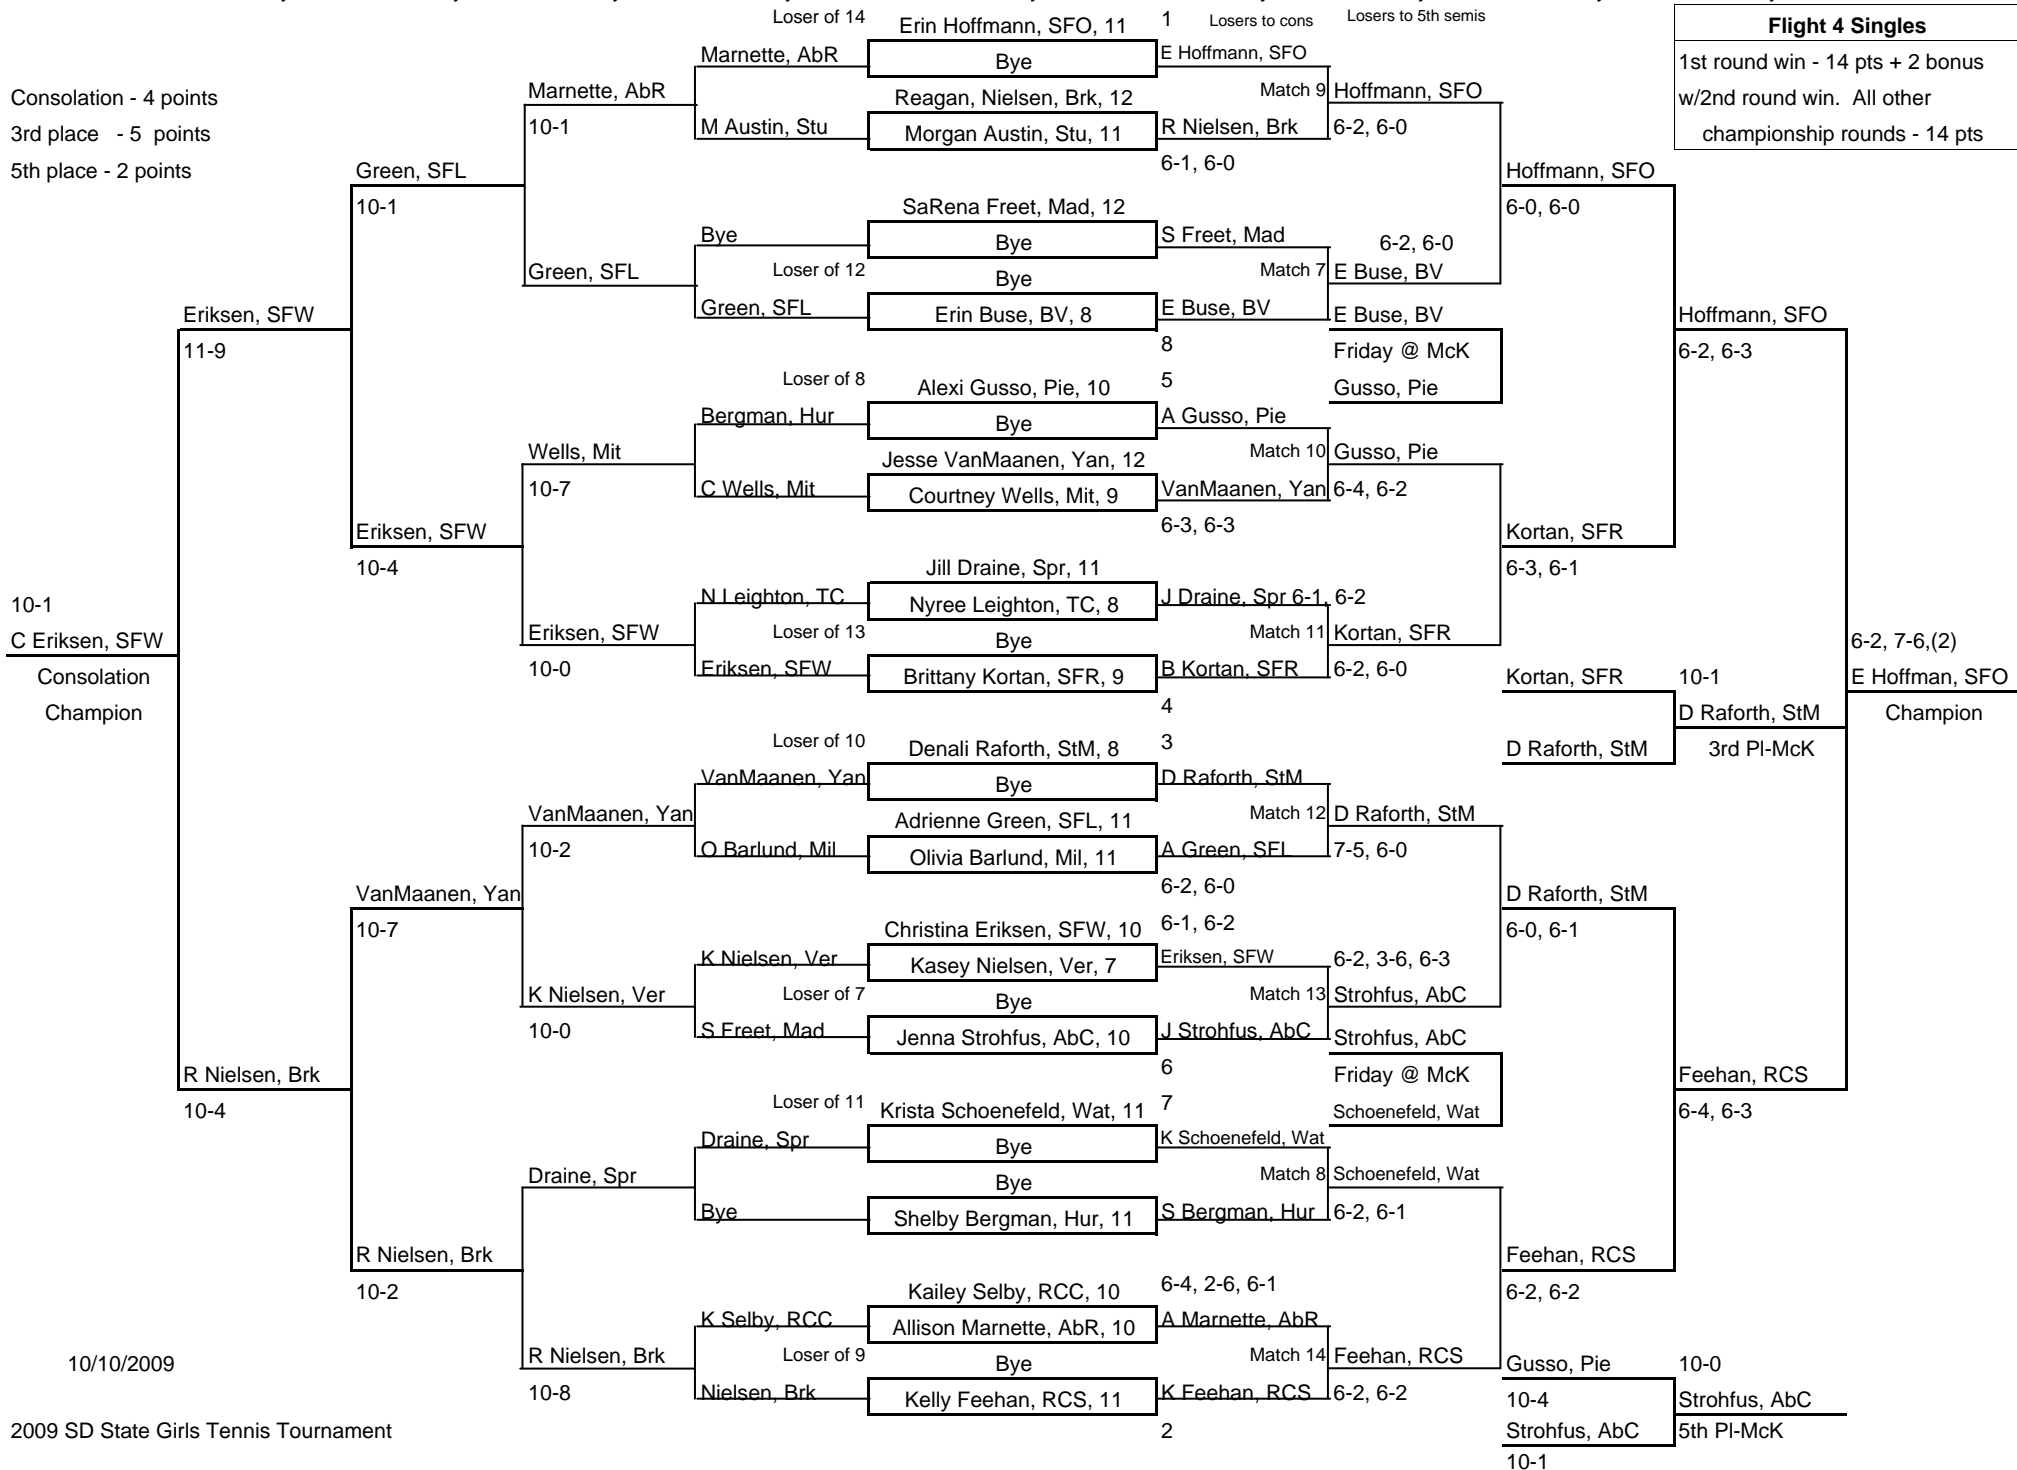 Loser of 14
Erin Hoffmann, SFO, 11
1
Losers to cons
Losers to 5th semis
Flight 4 Singles
Marnette, AbR
Bye
E Hoffmann, SFO
1st round win - 14 pts + 2 bonus
Consolation - 4 points
Marnette, AbR
Reagan, Nielsen, Brk, 12
Match 9
Hoffmann, SFO
w/2nd round win.  All other
3rd place   - 5  points
10-1
M Austin, Stu
Morgan Austin, Stu, 11
R Nielsen, Brk
6-2, 6-0
championship rounds - 14 pts
5th place - 2 points
Green, SFL
6-1, 6-0
Hoffmann, SFO
10-1
SaRena Freet, Mad, 12
6-0, 6-0
Bye
Bye
S Freet, Mad
6-2, 6-0
Green, SFL
Loser of 12
Bye
Match 7
E Buse, BV
Eriksen, SFW
Green, SFL
Erin Buse, BV, 8
E Buse, BV
E Buse, BV
Hoffmann, SFO
11-9
8
Friday @ McK
6-2, 6-3
Loser of 8
Alexi Gusso, Pie, 10
5
Gusso, Pie
Bergman, Hur
Bye
A Gusso, Pie
Wells, Mit
Jesse VanMaanen, Yan, 12
Match 10
Gusso, Pie
10-7
C Wells, Mit
Courtney Wells, Mit, 9
VanMaanen, Yan
6-4, 6-2
Eriksen, SFW
6-3, 6-3
Kortan, SFR
10-4
Jill Draine, Spr, 11
6-3, 6-1
10-1
N Leighton, TC
Nyree Leighton, TC, 8
J Draine, Spr 6-1, 6-2
C Eriksen, SFW
Eriksen, SFW
Loser of 13
Bye
Match 11
Kortan, SFR
6-2, 7-6,(2)
Consolation
10-0
Eriksen, SFW
Brittany Kortan, SFR, 9
B Kortan, SFR
6-2, 6-0
Kortan, SFR
10-1
E Hoffman, SFO
Champion
4
D Raforth, StM
Champion
Loser of 10
Denali Raforth, StM, 8
3
D Raforth, StM
3rd Pl-McK
VanMaanen, Yan
Bye
D Raforth, StM
VanMaanen, Yan
Adrienne Green, SFL, 11
Match 12
D Raforth, StM
10-2
O Barlund, Mil
Olivia Barlund, Mil, 11
A Green, SFL
7-5, 6-0
VanMaanen, Yan
6-2, 6-0
D Raforth, StM
10-7
Christina Eriksen, SFW, 10
6-1, 6-2
6-0, 6-1
K Nielsen, Ver
Kasey Nielsen, Ver, 7
Eriksen, SFW
6-2, 3-6, 6-3
K Nielsen, Ver
Loser of 7
Bye
Match 13
Strohfus, AbC
10-0
S Freet, Mad
Jenna Strohfus, AbC, 10
J Strohfus, AbC
Strohfus, AbC
R Nielsen, Brk
6
Friday @ McK
Feehan, RCS
10-4
Loser of 11
Krista Schoenefeld, Wat, 11
7
Schoenefeld, Wat
6-4, 6-3
Draine, Spr
Bye
K Schoenefeld, Wat
Draine, Spr
Bye
Match 8
Schoenefeld, Wat
Bye
Shelby Bergman, Hur, 11
S Bergman, Hur
6-2, 6-1
R Nielsen, Brk
Feehan, RCS
10-2
Kailey Selby, RCC, 10
6-4, 2-6, 6-1
6-2, 6-2
K Selby, RCC
Allison Marnette, AbR, 10
A Marnette, AbR
10/10/2009
R Nielsen, Brk
Loser of 9
Bye
Match 14
Feehan, RCS
Gusso, Pie
10-0
10-8
Nielsen, Brk
Kelly Feehan, RCS, 11
K Feehan, RCS
6-2, 6-2
10-4
Strohfus, AbC
2009 SD State Girls Tennis Tournament
2
Strohfus, AbC
5th Pl-McK
10-1